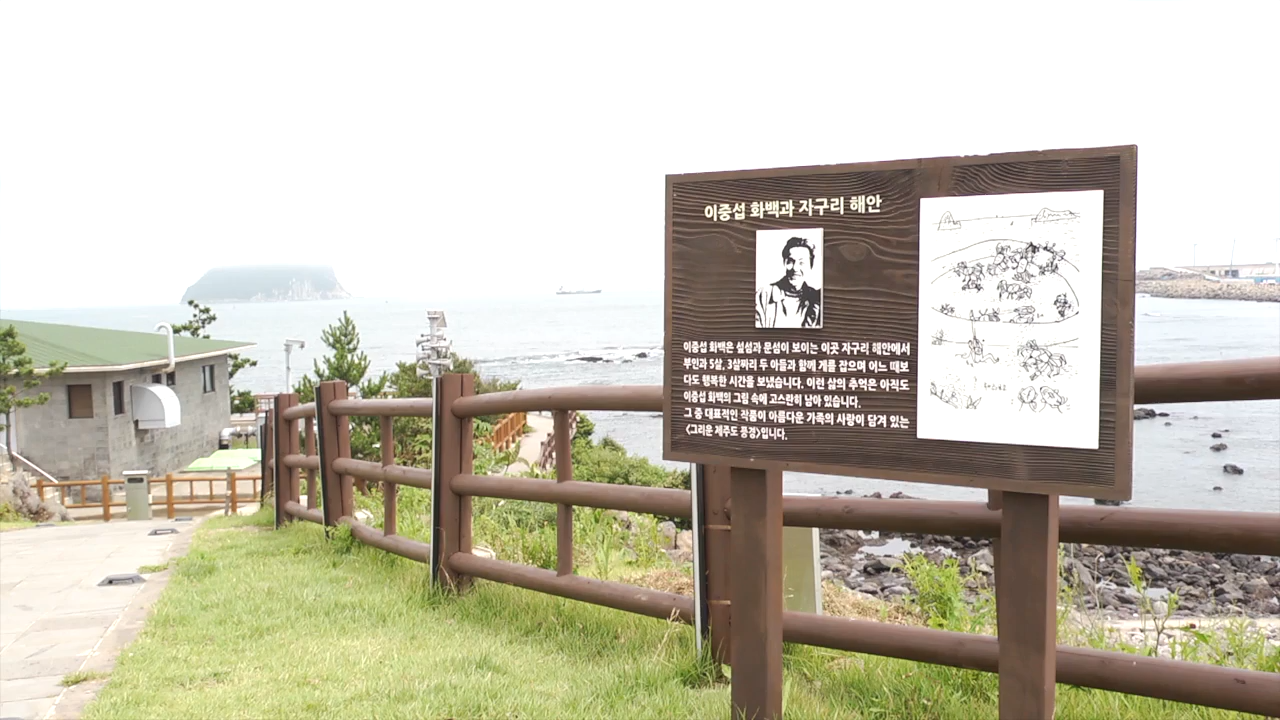 이중섭 화백과 자구리 해안
이중섭 화백은 섶섬과 문섬이 보이는 이곳 자구리 해안에서
부인과 5살, 3살짜리 두 아들과 함께 게를 잡으며 어느 때보
다도 행복한 시간을 보냈습니다. 이런 삶의 추억은 아직도
이중섭 화백의 그림 속에 고스란히 남아 있습니다.
그 중 대표적인 작품이 아름다운 가족의 사랑이 담겨 있는
〈그리운 제주도 풍경〉입니다.